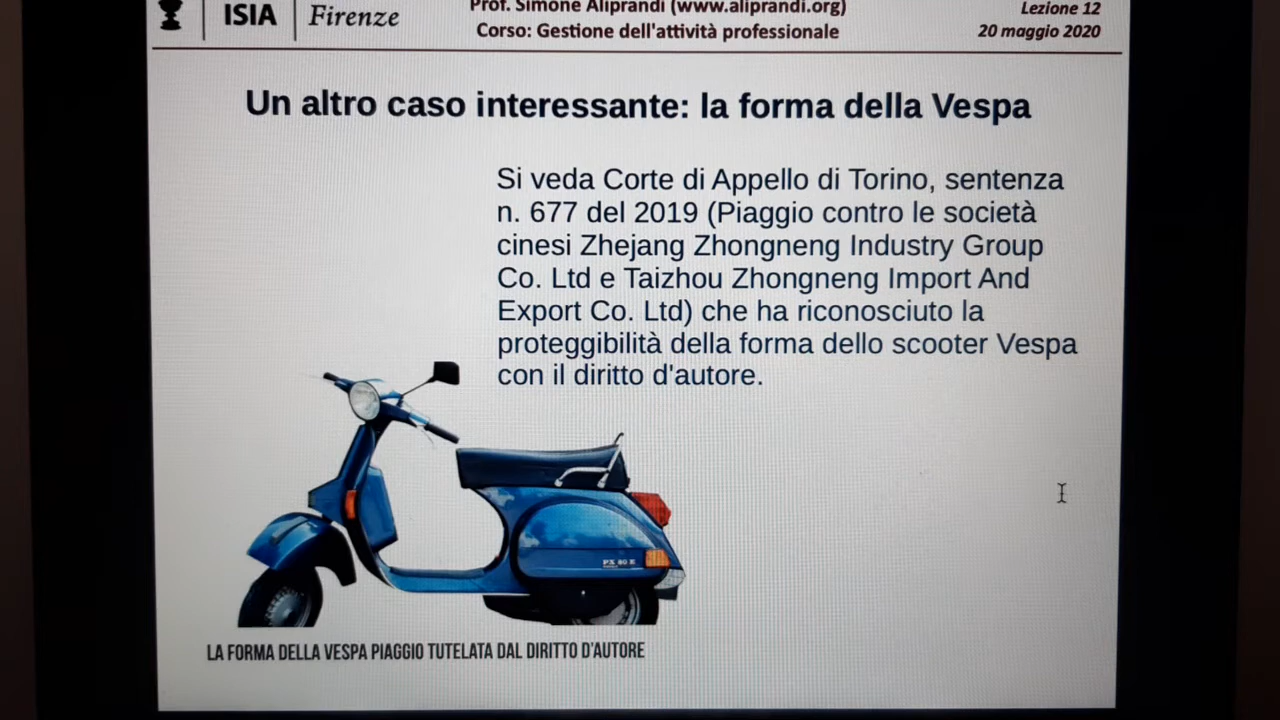 ISIA
Firenze
Prof. Simone Aliprandi (www.aliprandi.org)
Corso: Gestione dell'attività professionale
Lezione 12
20 maggio 2020
Un altro caso interessante: la forma della Vespa
Si veda Corte di Appello di Torino, sentenza
n. 677 del 2019 (Piaggio contro le società
cinesi Zhejang Zhongneng Industry Group
Co. Ltd e Taizhou Zhongneng Import And
Export Co. Ltd) che ha riconosciuto la
proteggibilità della forma dello scooter Vespa
con il diritto d'autore.
PX 80 E
LA FORMA DELLA VESPA PIAGGIO TUTELATA DAL DIRITTO D'AUTORE